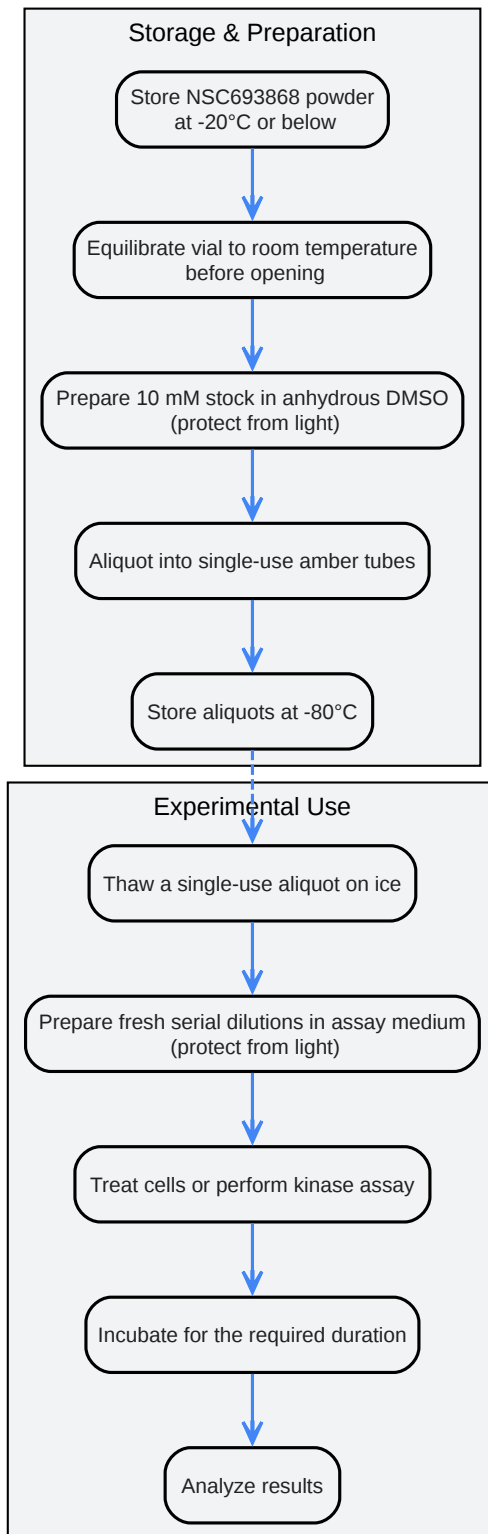 Storage & Preparation
Store NSC693868 powder
at -20°C or below
Equilibrate vial to room temperature
before opening
Prepare 10 mM stock in anhydrous DMSO
(protect from light)
Aliquot into single-use amber tubes
Store aliquots at -80°C
Experimental Use
Thaw a single-use aliquot on ice
Prepare fresh serial dilutions in assay medium
(protect from light)
Treat cells or perform kinase assay
Incubate for the required duration
Analyze results